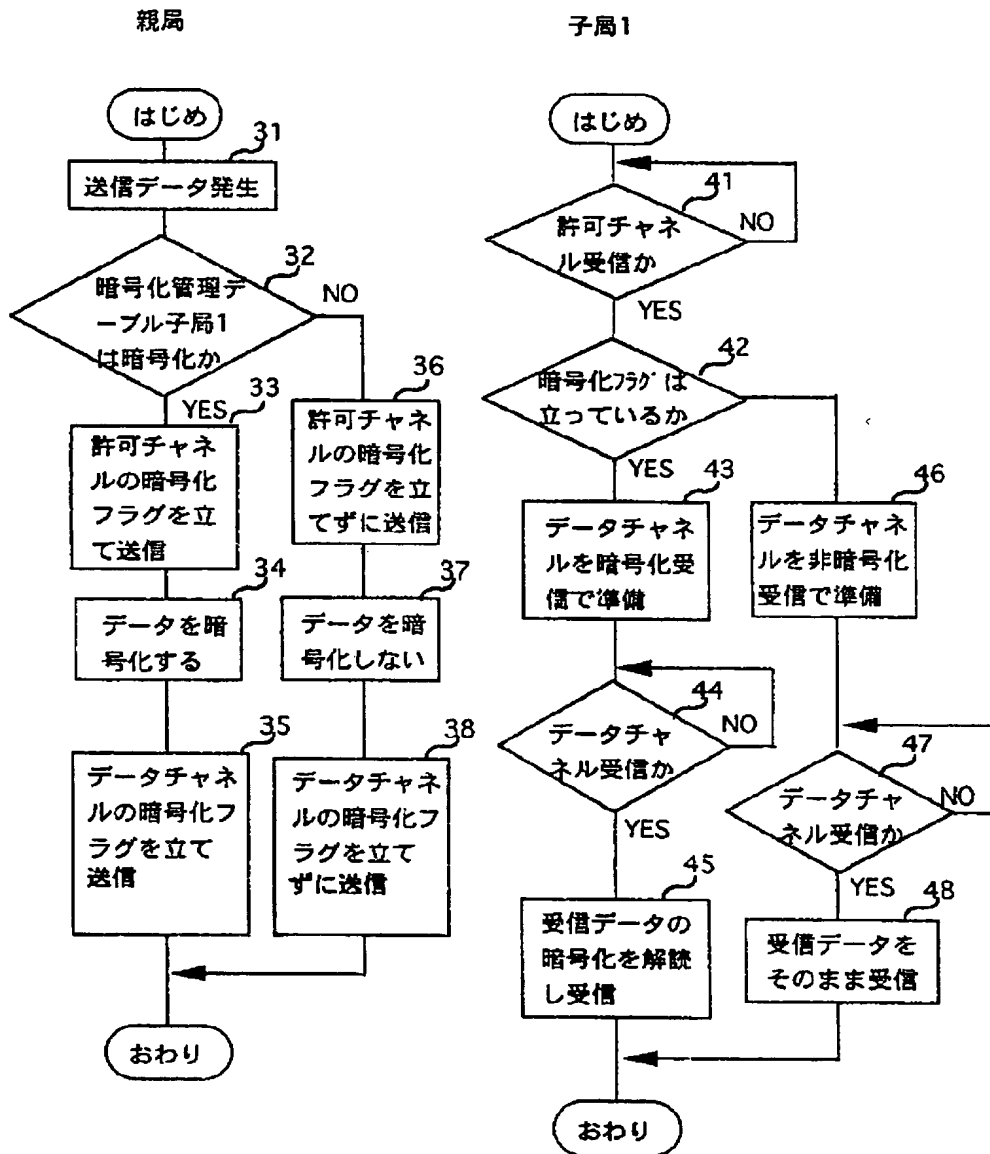 親局
はじめ
31
送信データ発生
32
暗号化管理デ
ーブル子局1
は暗号化か
NO
YES
33
許可チャネ
ルの暗号化
フラグを立
て送信
34
データを暗
号化する
35
データチャネ
ルの暗号化フ
ラグを立て
送信
36
許可チャネ
ルの暗号化
フラグを立
てずに送信
37
データを暗
号化しない
38
データチャネ
ルの暗号化フ
ラグを立て
ずに送信
おわり
子局1
はじめ
41
許可チャネ
ル受信か
NO
YES
42
暗号化フラグは
立っているか
YES
43
データチャネ
ルを暗号化受
信で準備
44
データチャ
ネル受信か
NO
YES
45
受信データの
暗号化を解読
し受信
46
データチャネ
ルを非暗号化
受信で準備
47
データチャ
ネル受信か
NO
YES
48
受信データを
そのまま受信
おわり